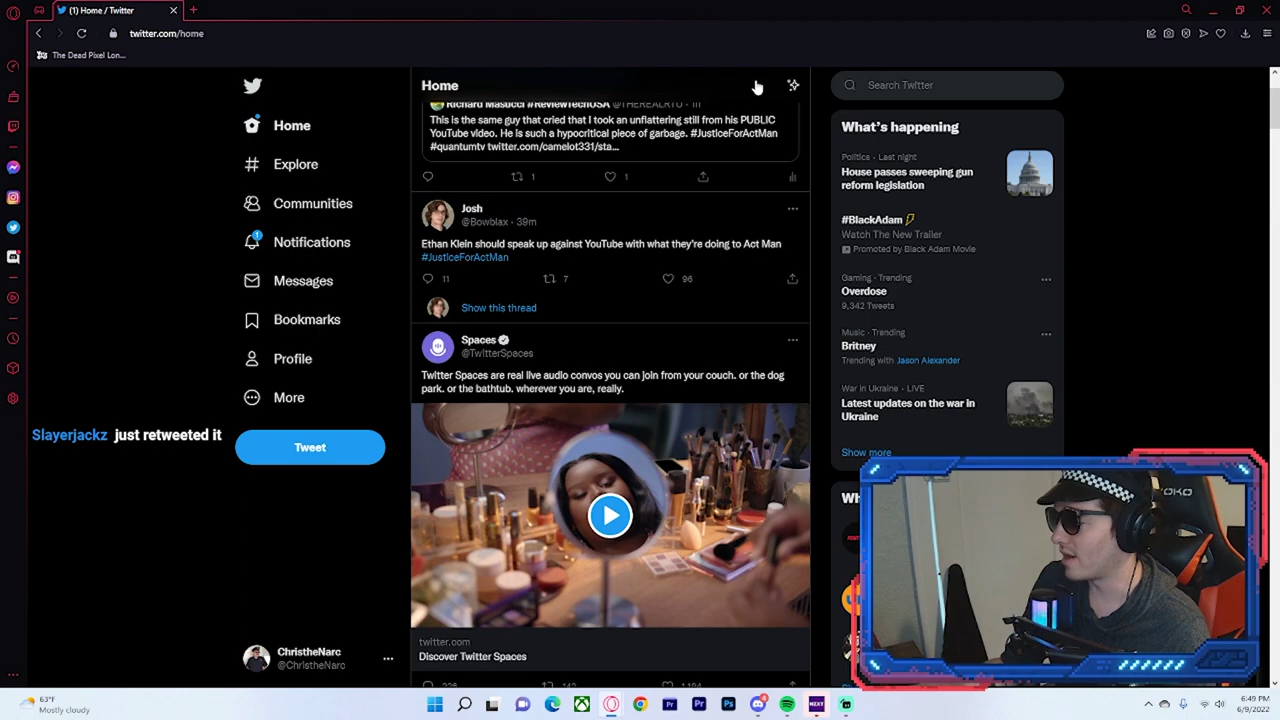 (1) Home / Twitter
twitter.com/home
The Dead Pixel Lon...
Home
Explore
Communities
1
Notifications
Messages
Bookmarks
Profile
More
Tweet
Slayerjackz just retweeted it
ChristheNarc
@ChristheNarc
Home
Richard Masucci #ReviewTechUSA @THEREALRTU · 1h
This is the same guy that cried that I took an unflattering still from his PUBLIC
YouTube video. He is such a hypocritical piece of garbage. #JusticeForActMan
#quantumtv twitter.com/camelot331/sta...
1 1
Josh
@Bowblax · 39m
Ethan Klein should speak up against YouTube with what they're doing to Act Man
#JusticeForActMan
11 7 96
Show this thread
Spaces
@TwitterSpaces
Twitter Spaces are real live audio convos you can join from your couch. or the dog
park. or the bathtub. wherever you are, really.
twitter.com
Discover Twitter Spaces
Search Twitter
What's happening
Politics · Last night
House passes sweeping gun
reform legislation
#BlackAdam
Watch The New Trailer
Promoted by Black Adam Movie
Gaming · Trending
Overdose
9,342 Tweets
Music · Trending
Britney
Trending with Jason Alexander
War in Ukraine · LIVE
Latest updates on the war in
Ukraine
Show more
63°F
Mostly cloudy
6:49 PM
6/9/2022